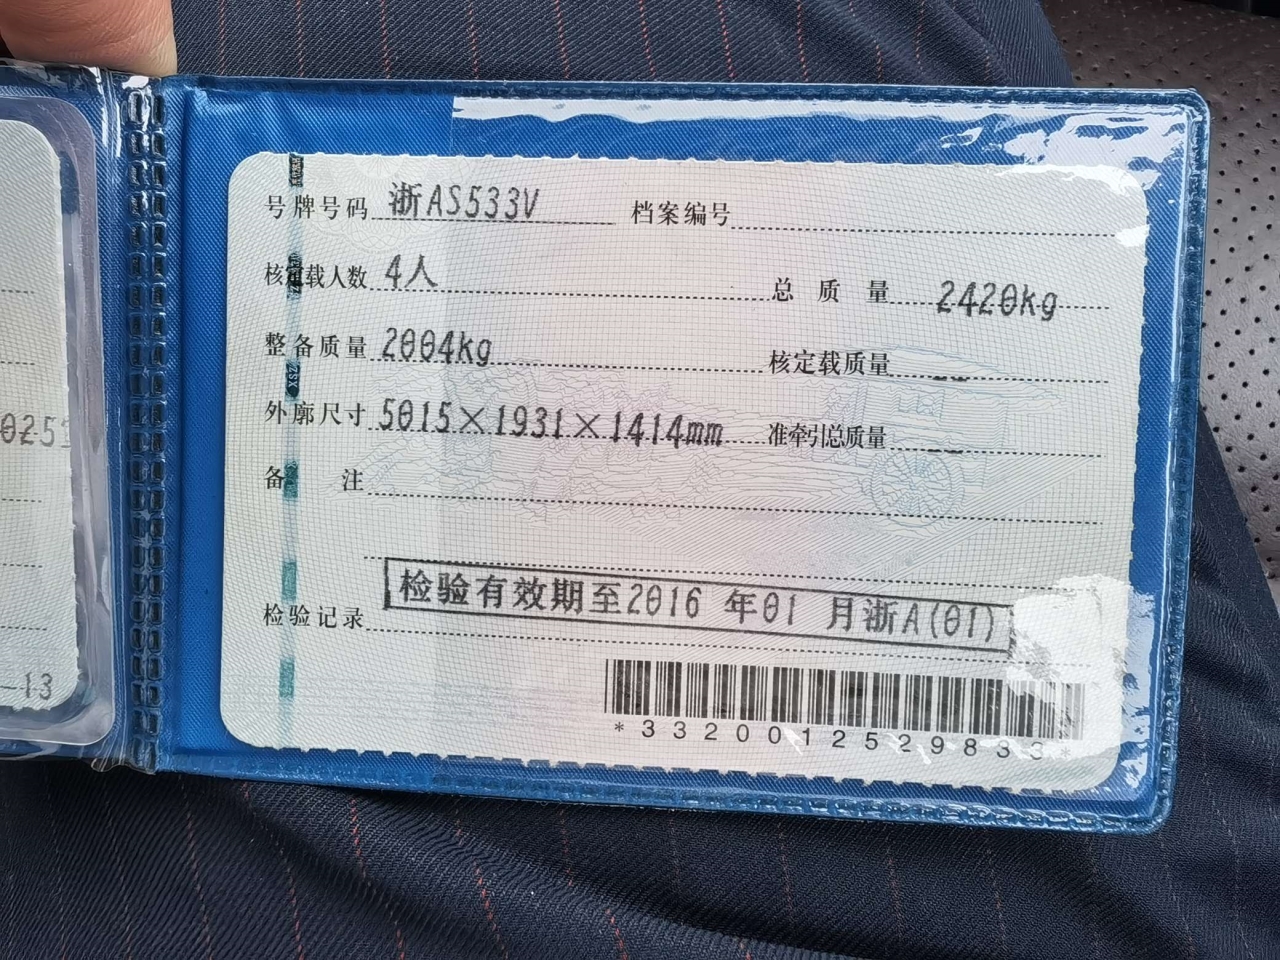 号牌号码 浙AS533V 档案编号
核定载人数 4人 总质量 2420kg
整备质量 2004kg 核定载质量 --
外廓尺寸 5015×1931×1414mm 准牵引总质量 --
备注
检验记录 检验有效期至2016 年01 月浙A(01)
*3320012529833*
-13